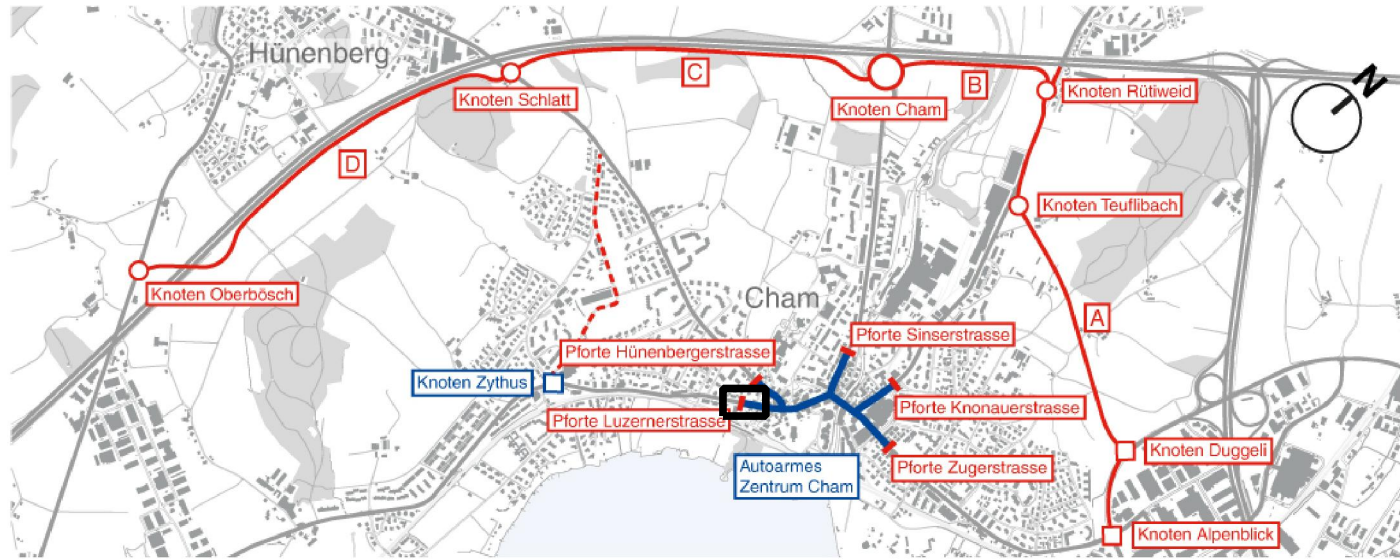 Hünenberg
C
B
N
Knoten Schlatt
Knoten Cham
Knoten Rütiweid
D
Knoten Teuflibach
Knoten Oberbösch
Cham
A
Pforte Sinserstrasse
Pforte Hünenbergerstrasse
Knoten Zythus
Pforte Knonauerstrasse
Pforte Luzernerstrasse
Knoten Duggeli
Autoarmes
Zentrum Cham
Pforte Zugerstrasse
Knoten Alpenblick